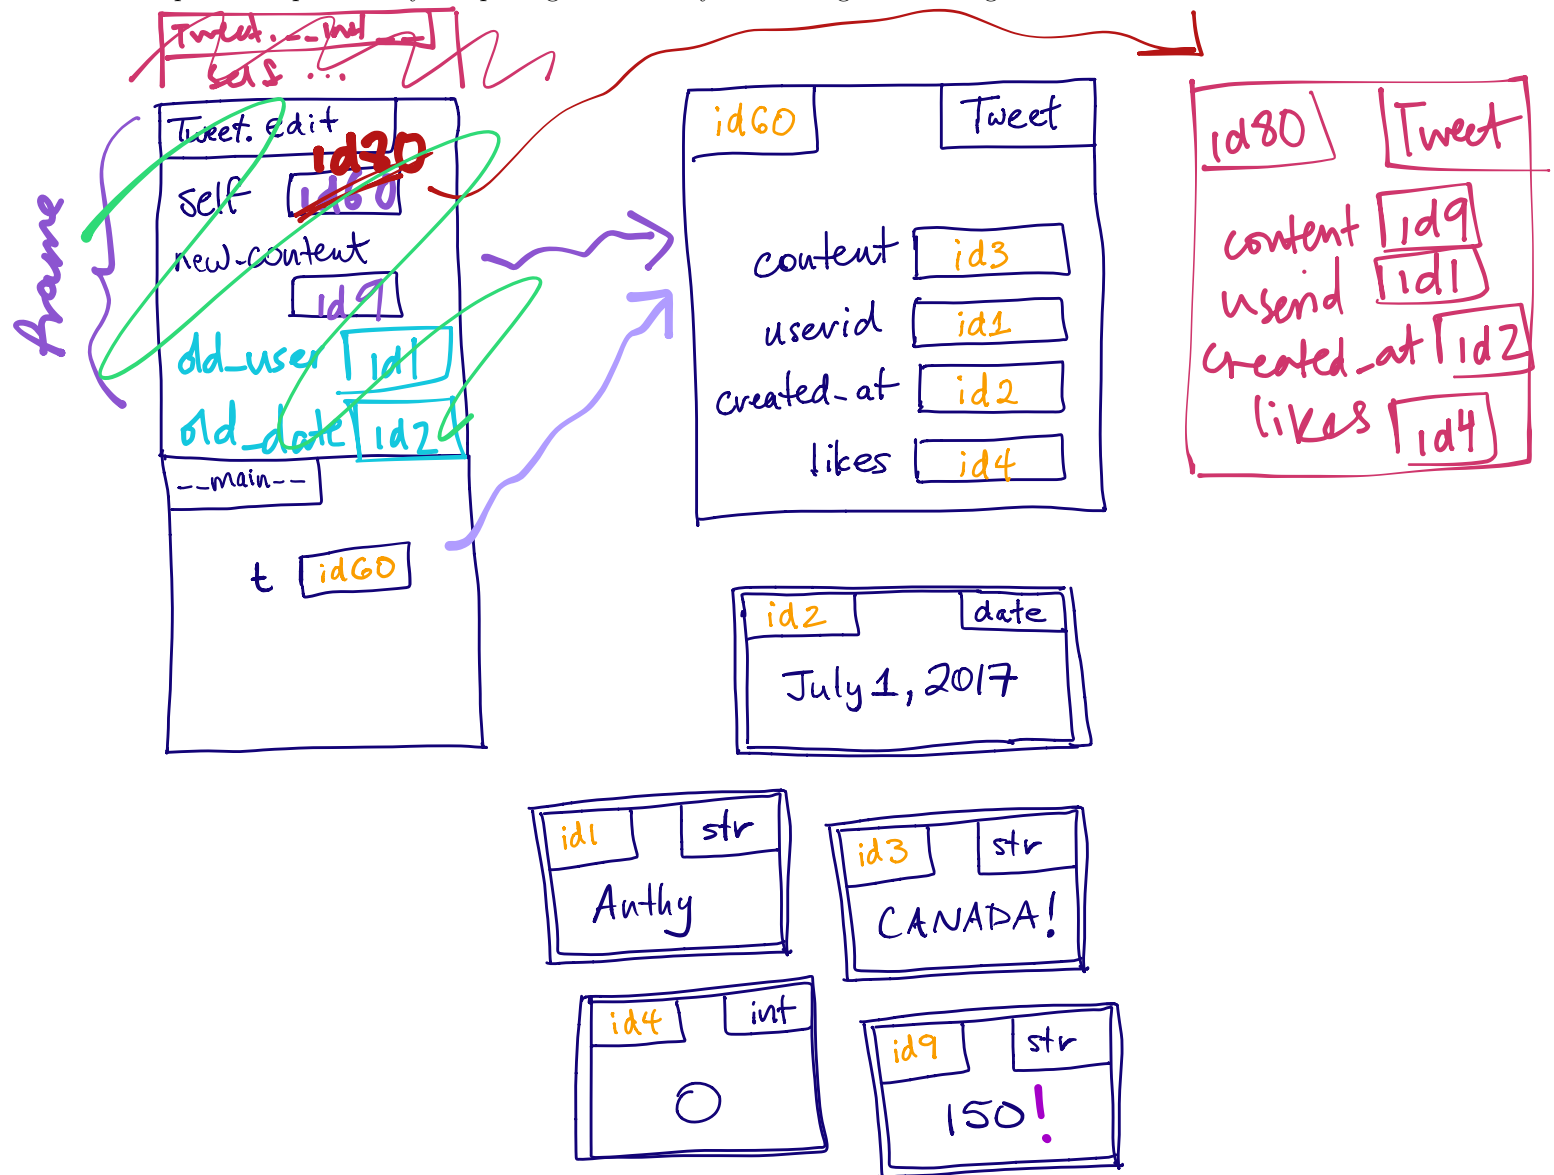 Tweet.__init__
self ...
Tweet.edit
id80
self id60
new_content
id9
old_user id1
old_date id2
frame
__main__
t id60
id60 Tweet
content id3
userid id1
created_at id2
likes id4
id80 Tweet
content id9
userid id1
created_at id2
likes id4
id2 date
July 1, 2017
id1 str
Anthy
id3 str
CANADA!
id4 int
0
id9 str
150!